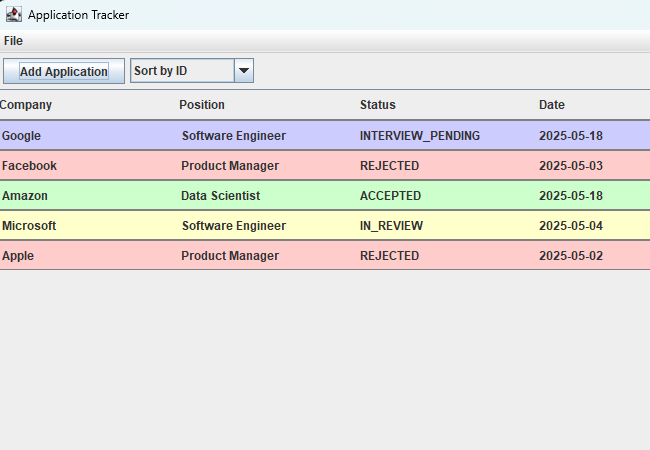 Application Tracker
File
Add Application Sort by ID
Company Position Status Date
Google Software Engineer INTERVIEW_PENDING 2025-05-18
Facebook Product Manager REJECTED 2025-05-03
Amazon Data Scientist ACCEPTED 2025-05-18
Microsoft Software Engineer IN_REVIEW 2025-05-04
Apple Product Manager REJECTED 2025-05-02